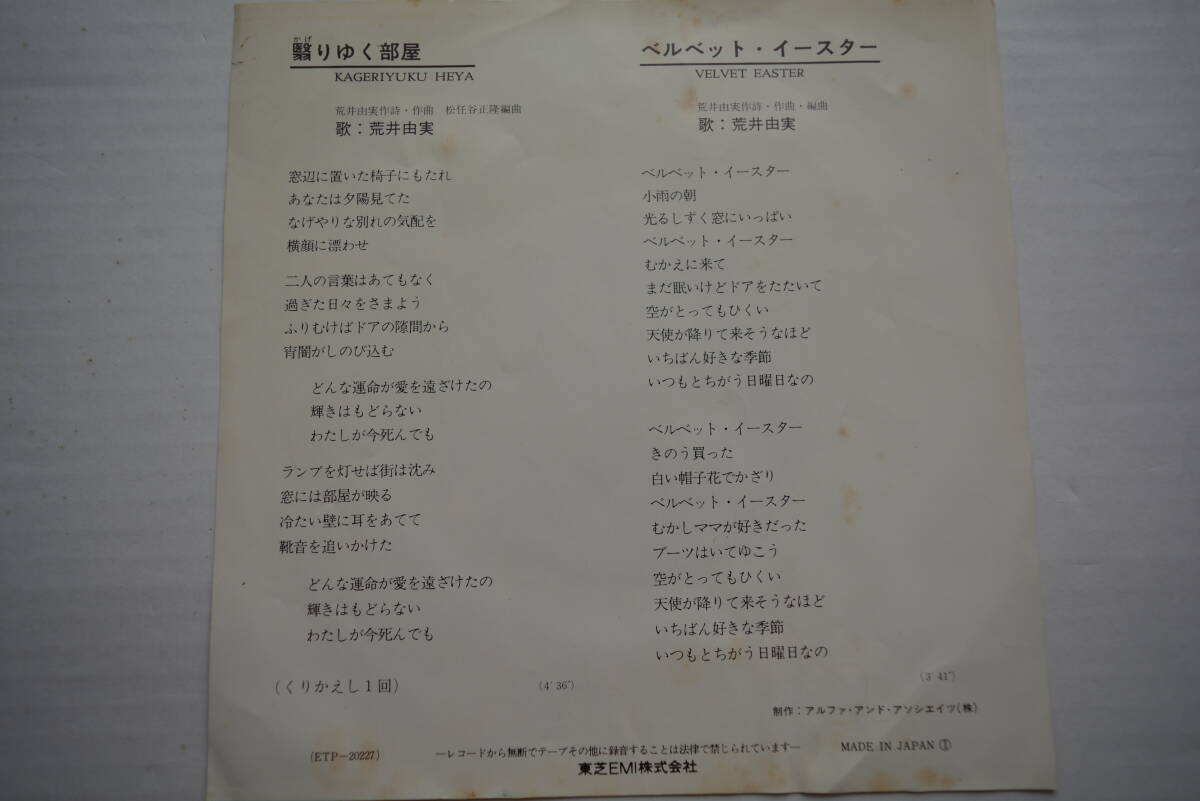 かげ
翳りゆく部屋
KAGERIYUKU HEYA
荒井由実作詩・作曲 松任谷正隆編曲
歌：荒井由実
窓辺に置いた椅子にもたれ
あなたは夕陽見てた
なげやりな別れの気配を
横顔に漂わせ
二人の言葉はあてもなく
過ぎた日々をさまよう
ふりむけばドアの隙間から
宵闇がしのび込む
どんな運命が愛を遠ざけたの
輝きはもどらない
わたしが今死んでも
ランプを灯せば街は沈み
窓には部屋が映る
冷たい壁に耳をあてて
靴音を追いかけた
どんな運命が愛を遠ざけたの
輝きはもどらない
わたしが今死んでも
（くりかえし1回）
(4′36″)
ベルベット・イースター
VELVET EASTER
荒井由実作詩・作曲・編曲
歌：荒井由実
ベルベット・イースター
小雨の朝
光るしずく窓にいっぱい
ベルベット・イースター
むかえに来て
まだ眠いけどドアをたたいて
空がとってもひくい
天使が降りて来そうなほど
いちばん好きな季節
いつもとちがう日曜日なの
ベルベット・イースター
きのう買った
白い帽子花でかざり
ベルベット・イースター
むかしママが好きだった
ブーツはいてゆこう
空がとってもひくい
天使が降りて来そうなほど
いちばん好きな季節
いつもとちがう日曜日なの
(3′41″)
制作：アルファ・アンド・アソシエイツ(株)
(ETP-20227)
―レコードから無断でテープその他に録音することは法律で禁じられています―
MADE IN JAPAN Ⓘ
東芝EMI株式会社